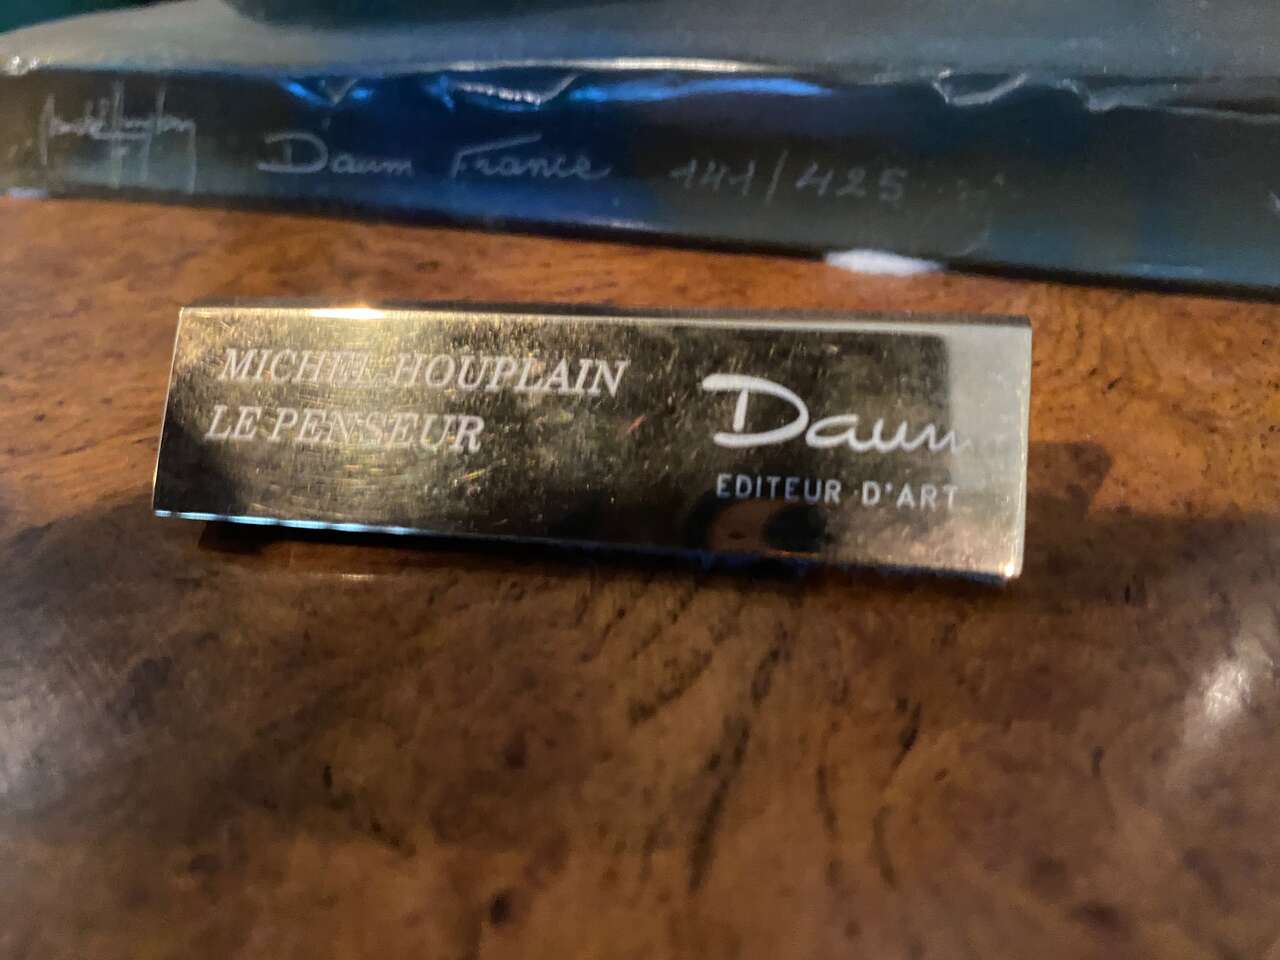 Daum France 141/425
MICHEL HOUPLAIN
LE PENSEUR
Daum
EDITEUR D'ART